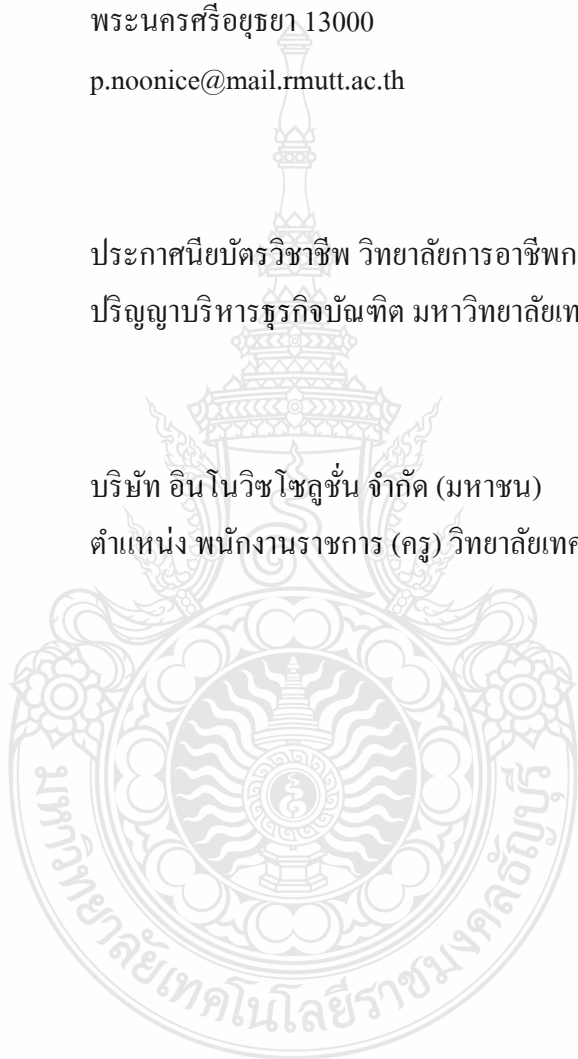 พระนครศรีอยุธยา 13000
p.noonice@mail.rmutt.ac.th
ประกาศนียบัตรวิชาชีพ วิทยาลัยการอาชีพก
ปริญญาบริหารธุรกิจบัณฑิต มหาวิทยาลัยเท
บริษัท อินโนวิซโซลูชั่น จำกัด (มหาชน)
ตำแหน่ง พนักงานราชการ (ครู) วิทยาลัยเทค
มหาวิทยาลัยเทคโนโลยีราชมงคลธัญบุรี